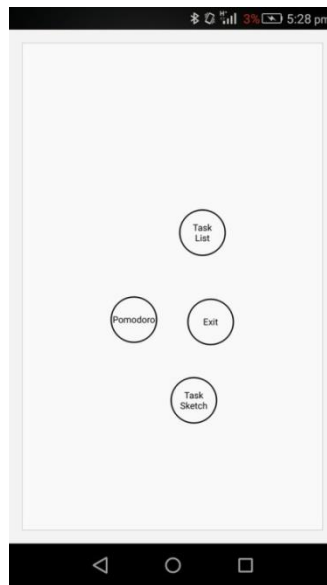 3% 5:28 pm
Task
List
Pomodoro
Exit
Task
Sketch